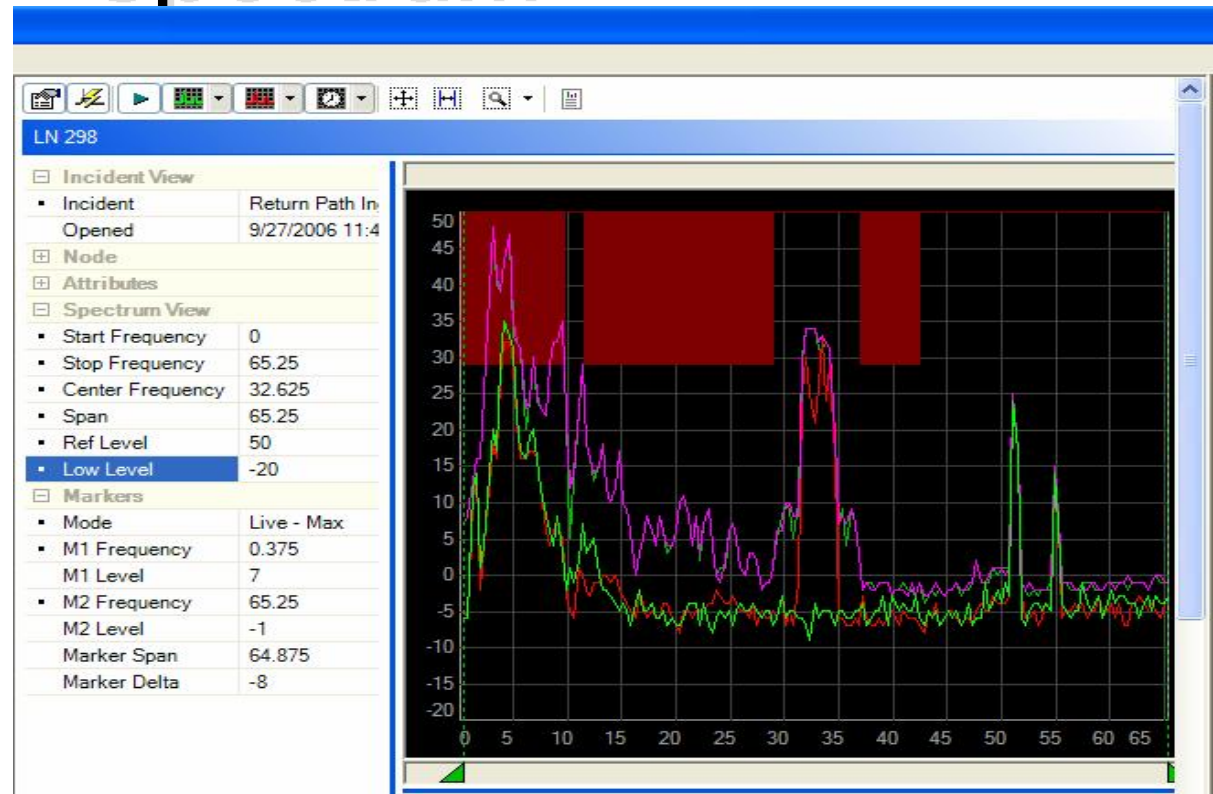 LN 298
Incident View
Incident Return Path In
Opened 9/27/2006 11:4
Node
Attributes
Spectrum View
Start Frequency 0
Stop Frequency 65.25
Center Frequency 32.625
Span 65.25
Ref Level 50
Low Level -20
Markers
Mode Live - Max
M1 Frequency 0.375
M1 Level 7
M2 Frequency 65.25
M2 Level -1
Marker Span 64.875
Marker Delta -8
50
45
40
35
30
25
20
15
10
5
0
-5
-10
-15
-20
0 5 10 15 20 25 30 35 40 45 50 55 60 65